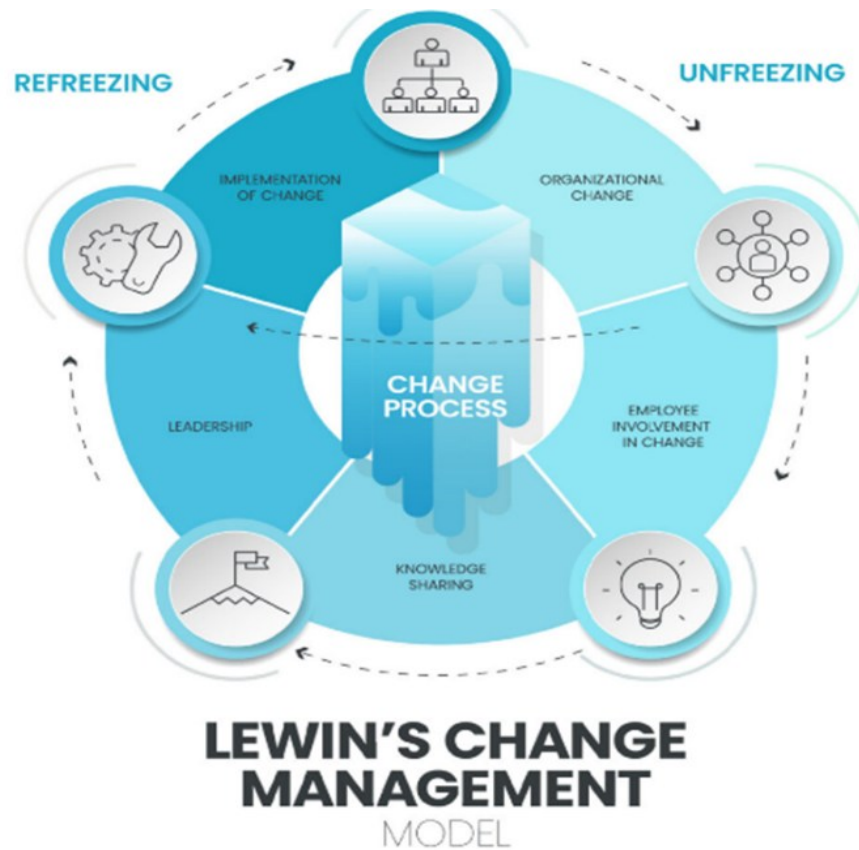 REFREEZING
UNFREEZING
IMPLEMENTATION
OF CHANGE
ORGANIZATIONAL
CHANGE
CHANGE
PROCESS
LEADERSHIP
EMPLOYEE
INVOLVEMENT
IN CHANGE
KNOWLEDGE
SHARING
LEWIN'S CHANGE
MANAGEMENT
MODEL